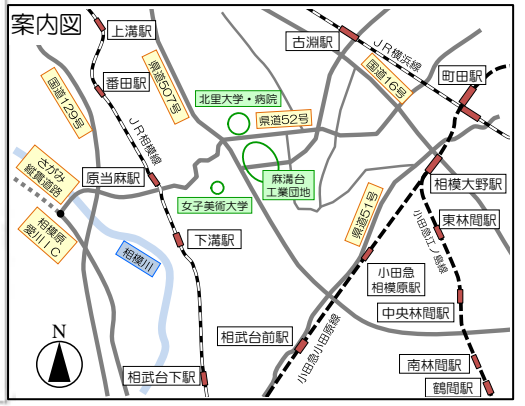 案内図
上溝駅
古淵駅
JR横浜線
町田駅
国道16号
県道507号
国道129号
番田駅
北里大学・病院
県道52号
JR相模線
さがみ
縦貫道路
原当麻駅
麻溝台
工業団地
相模大野駅
女子美術大学
県道51号
東林間駅
相模原
愛川IC
下溝駅
小田急江ノ島線
相模川
小田急
相模原駅
中央林間駅
N
相武台前駅
小田急小田原線
南林間駅
相武台下駅
鶴間駅